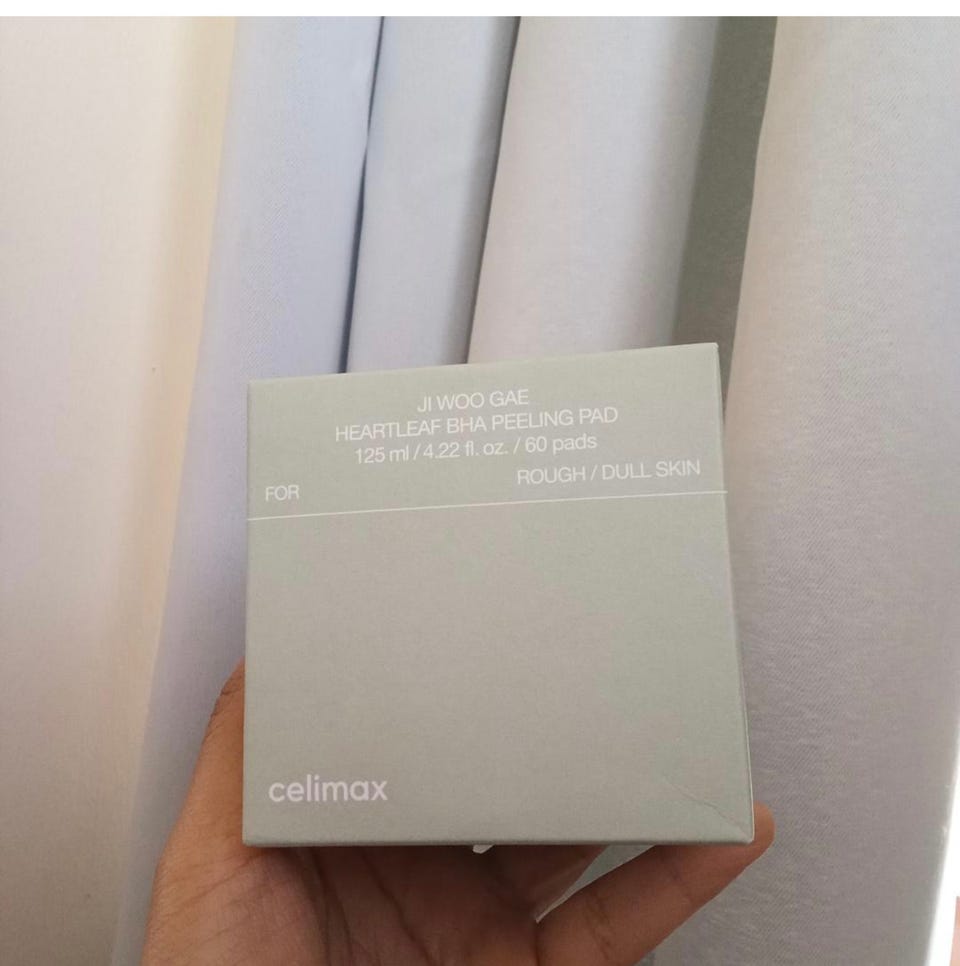 JI WOO GAE
HEARTLEAF BHA PEELING PAD
125 ml / 4.22 fl. oz. / 60 pads
FOR ROUGH / DULL SKIN
celimax